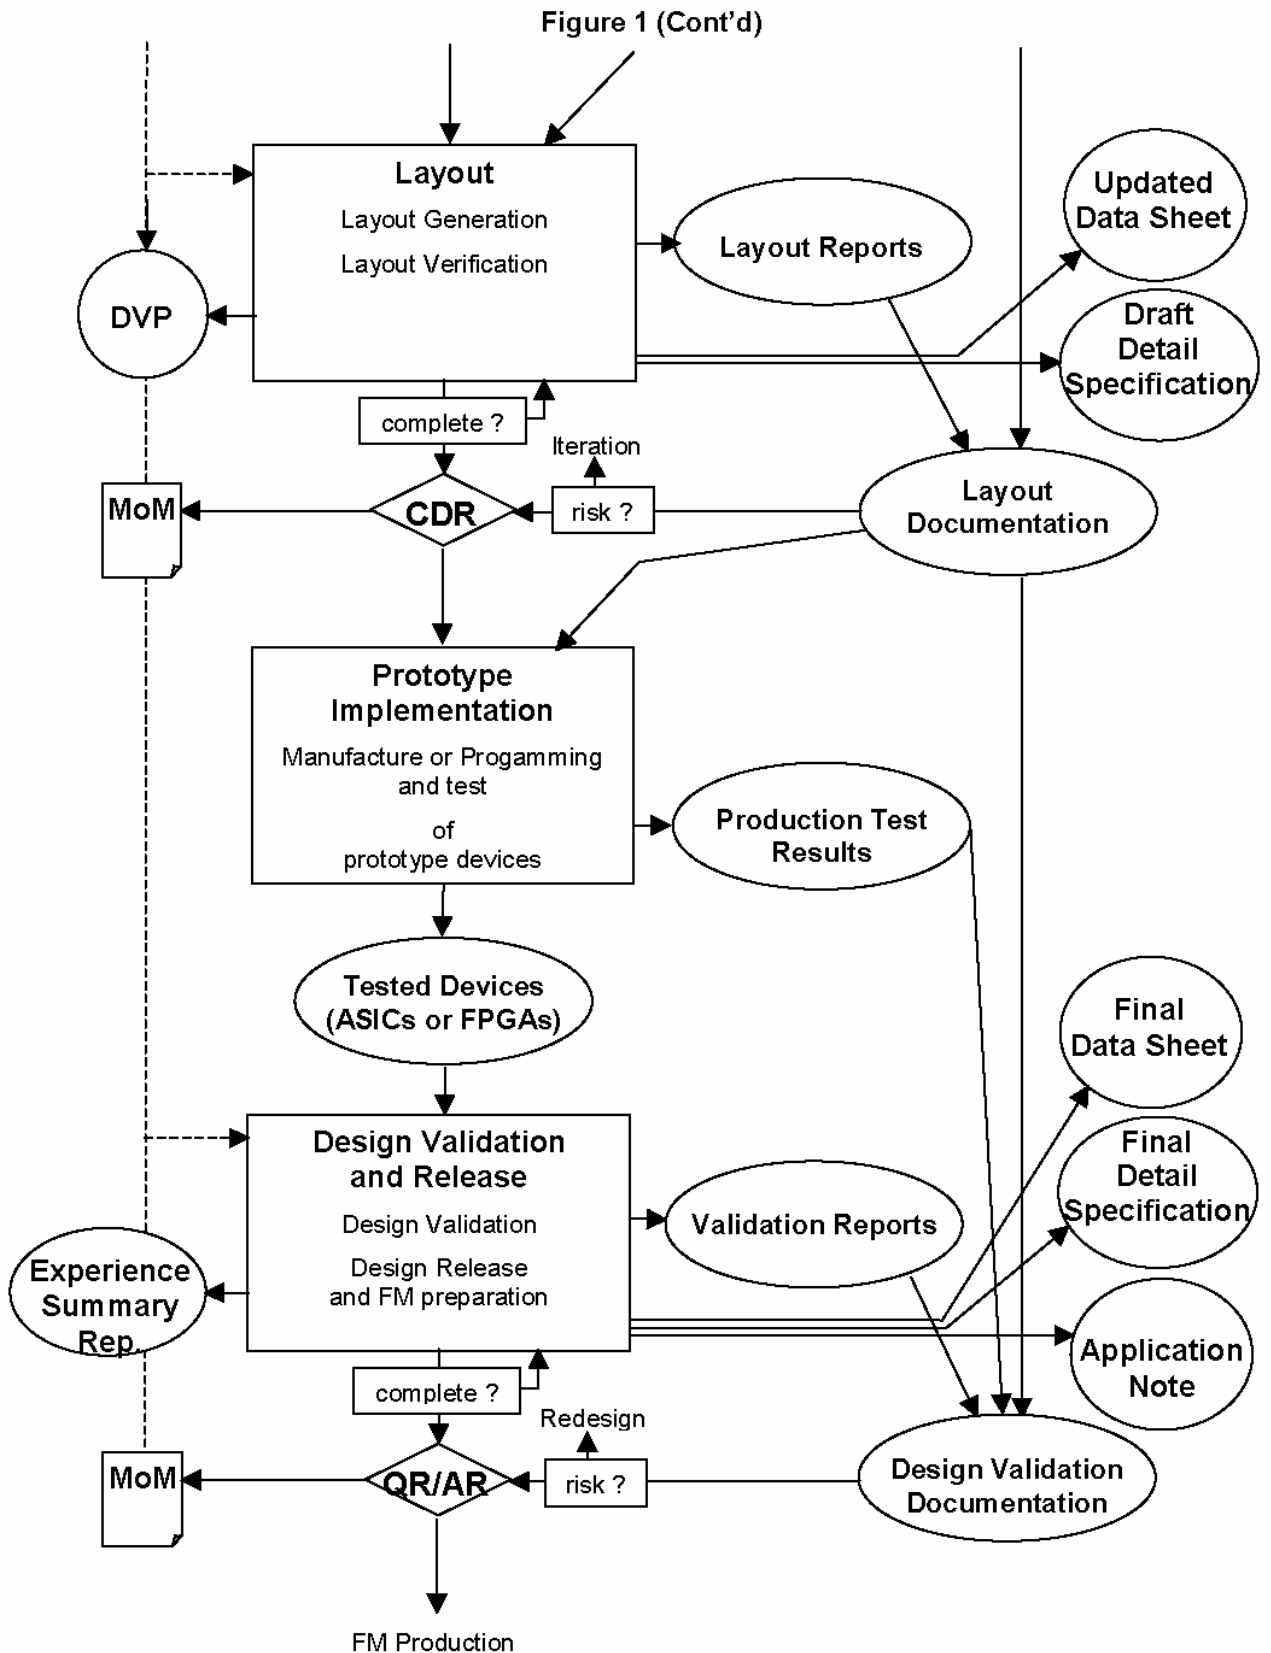 Figure 1 (Cont'd)
Layout
Layout Generation
Layout Verification
Layout Reports
Updated
Data Sheet
DVP
Draft
Detail
Specification
complete ?
Iteration
MoM
CDR
risk ?
Layout
Documentation
Prototype
Implementation
Manufacture or Progamming
and test
of
prototype devices
Production Test
Results
Tested Devices
(ASICs or FPGAs)
Final
Data Sheet
Design Validation
and Release
Design Validation
Design Release
and FM preparation
Validation Reports
Final
Detail
Specification
Experience
Summary
Rep.
Application
Note
complete ?
Redesign
MoM
QR/AR
risk ?
Design Validation
Documentation
FM Production